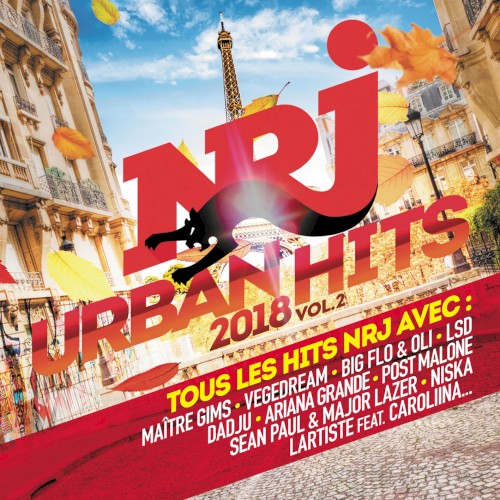 NRJ
URBAN HITS
2018 VOL.2
TOUS LES HITS NRJ AVEC :
MAÎTRE GIMS • VEGEDREAM • BIG FLO & OLI • LSD
DADJU • ARIANA GRANDE • POST MALONE
SEAN PAUL & MAJOR LAZER • NISKA
LARTISTE FEAT. CAROLIINA...